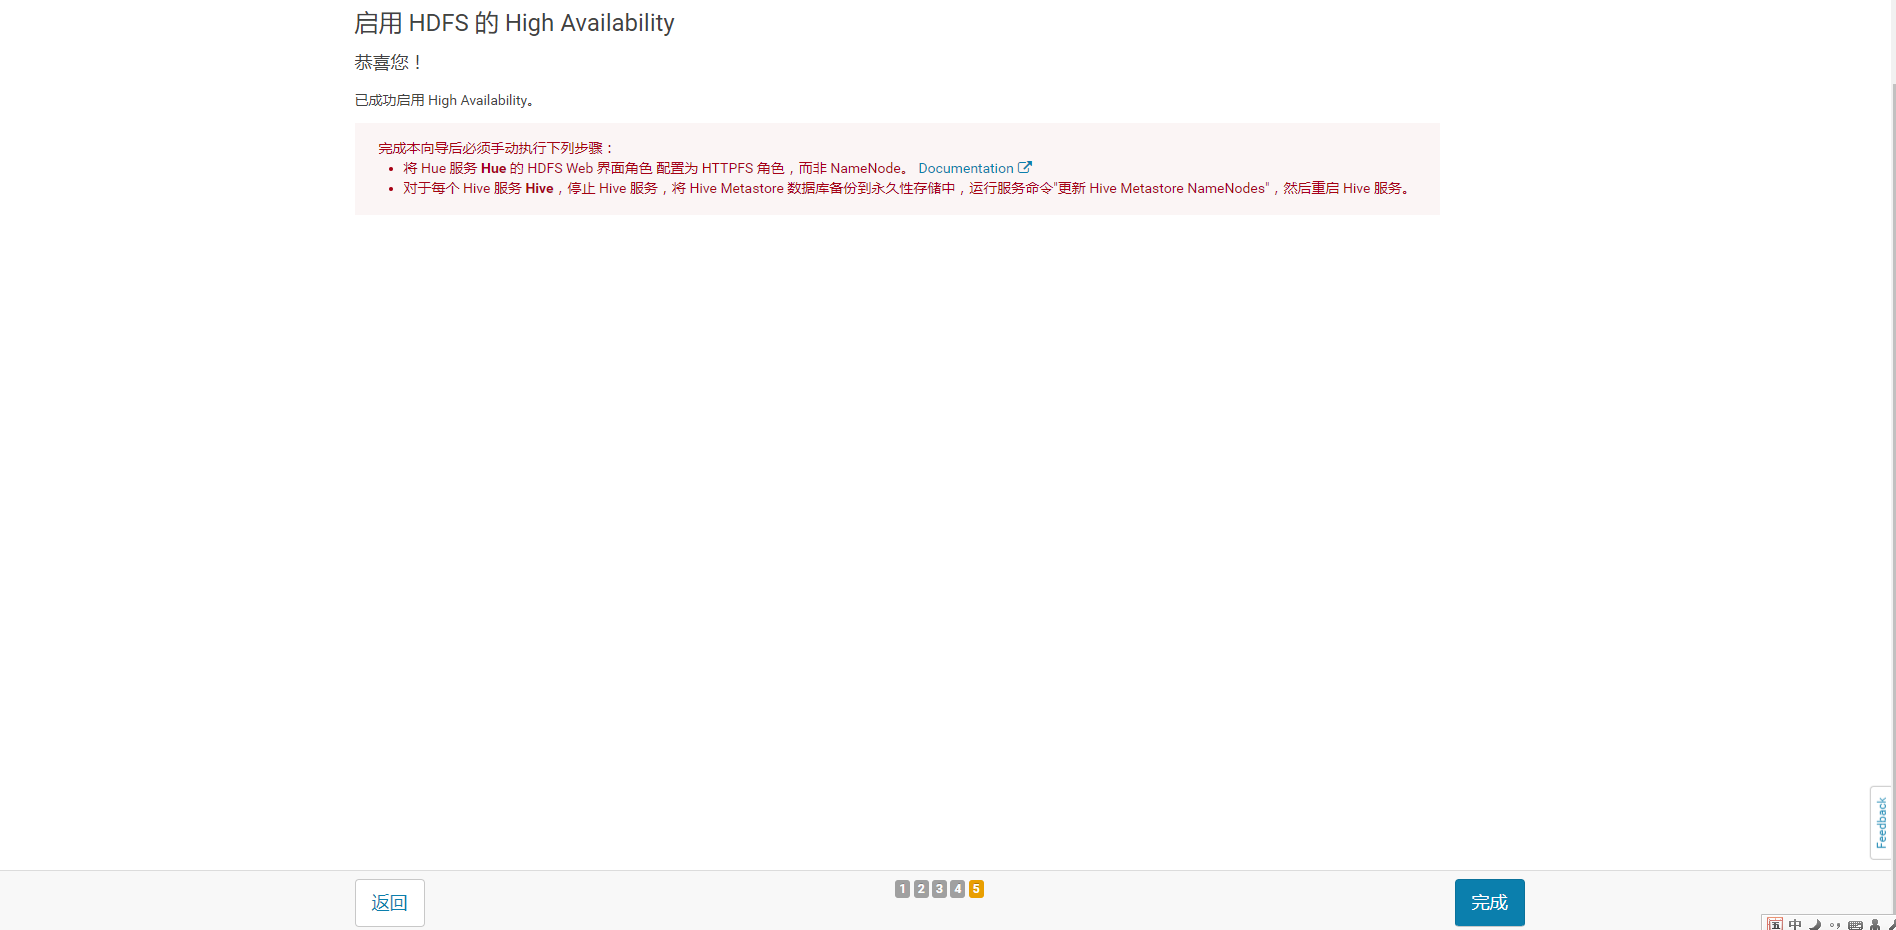 启用 HDFS 的 High Availability
恭喜您！
已成功启用 High Availability。
完成本向导后必须手动执行下列步骤：
• 将 Hue 服务 Hue 的 HDFS Web 界面角色 配置为 HTTPFS 角色，而非 NameNode。 Documentation
• 对于每个 Hive 服务 Hive，停止 Hive 服务，将 Hive Metastore 数据库备份到永久性存储中，运行服务命令"更新 Hive Metastore NameNodes"，然后重启 Hive 服务。
Feedback
返回
1 2 3 4 5
完成
中